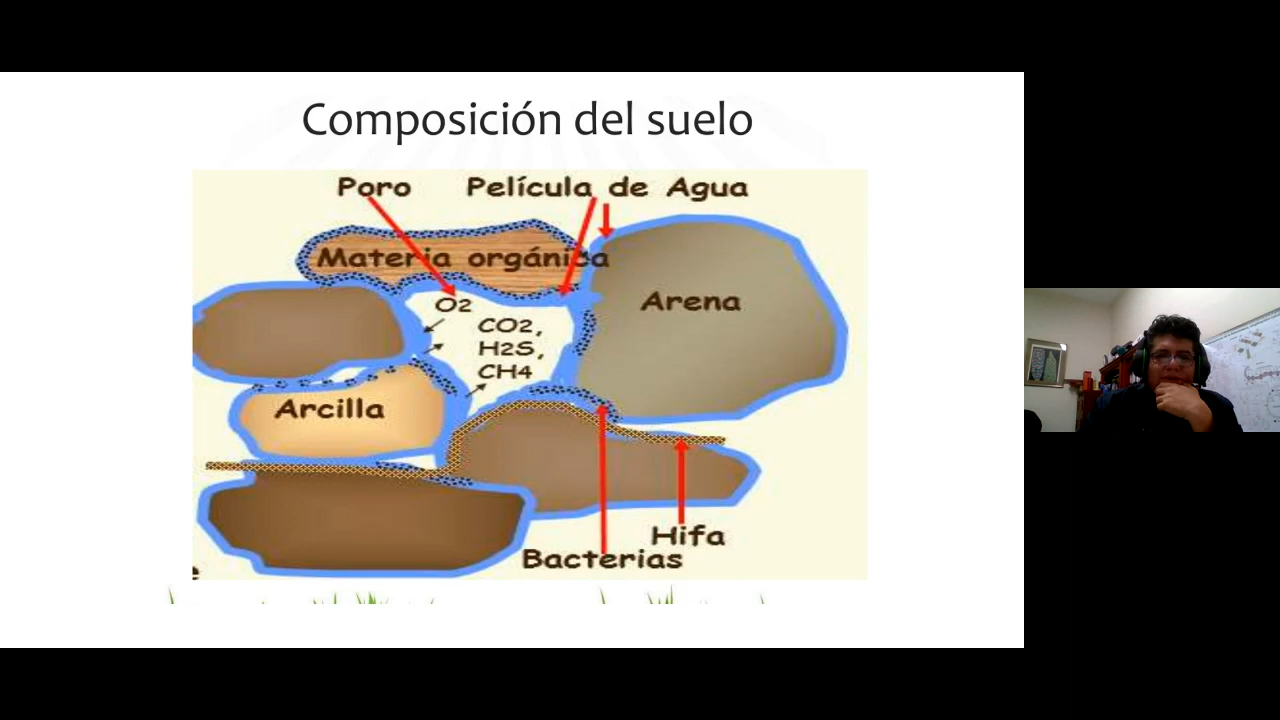 Composición del suelo
Poro
Película de Agua
Materia orgánica
O2
CO2,
H2S,
CH4
Arena
Arcilla
Hifa
Bacterias